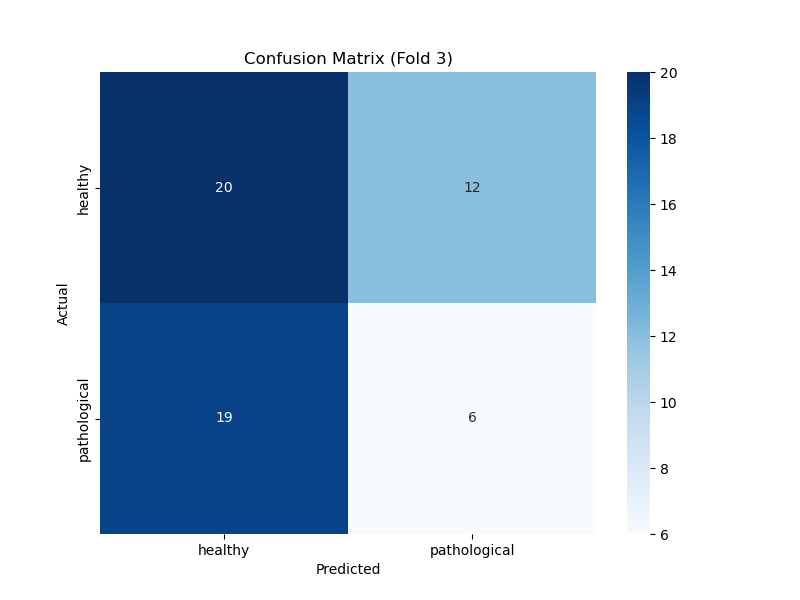 Confusion Matrix (Fold 3)
Actual
healthy
pathological
20
12
19
6
healthy
pathological
Predicted
20
18
16
14
12
10
8
6